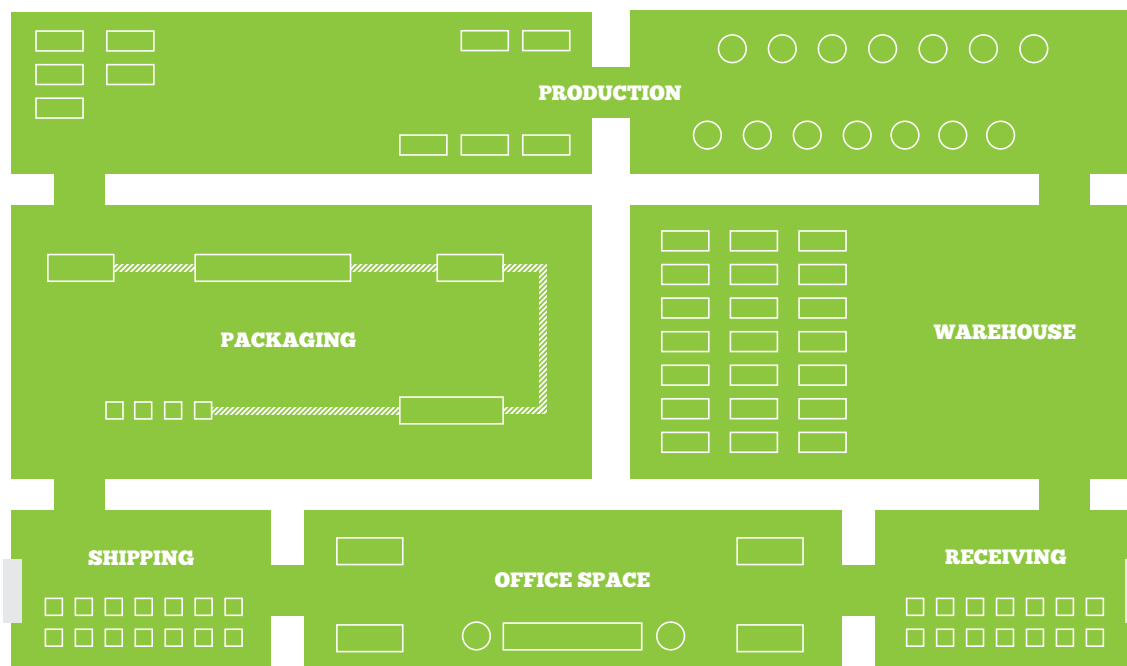 PRODUCTION
PACKAGING
WAREHOUSE
SHIPPING
OFFICE SPACE
RECEIVING